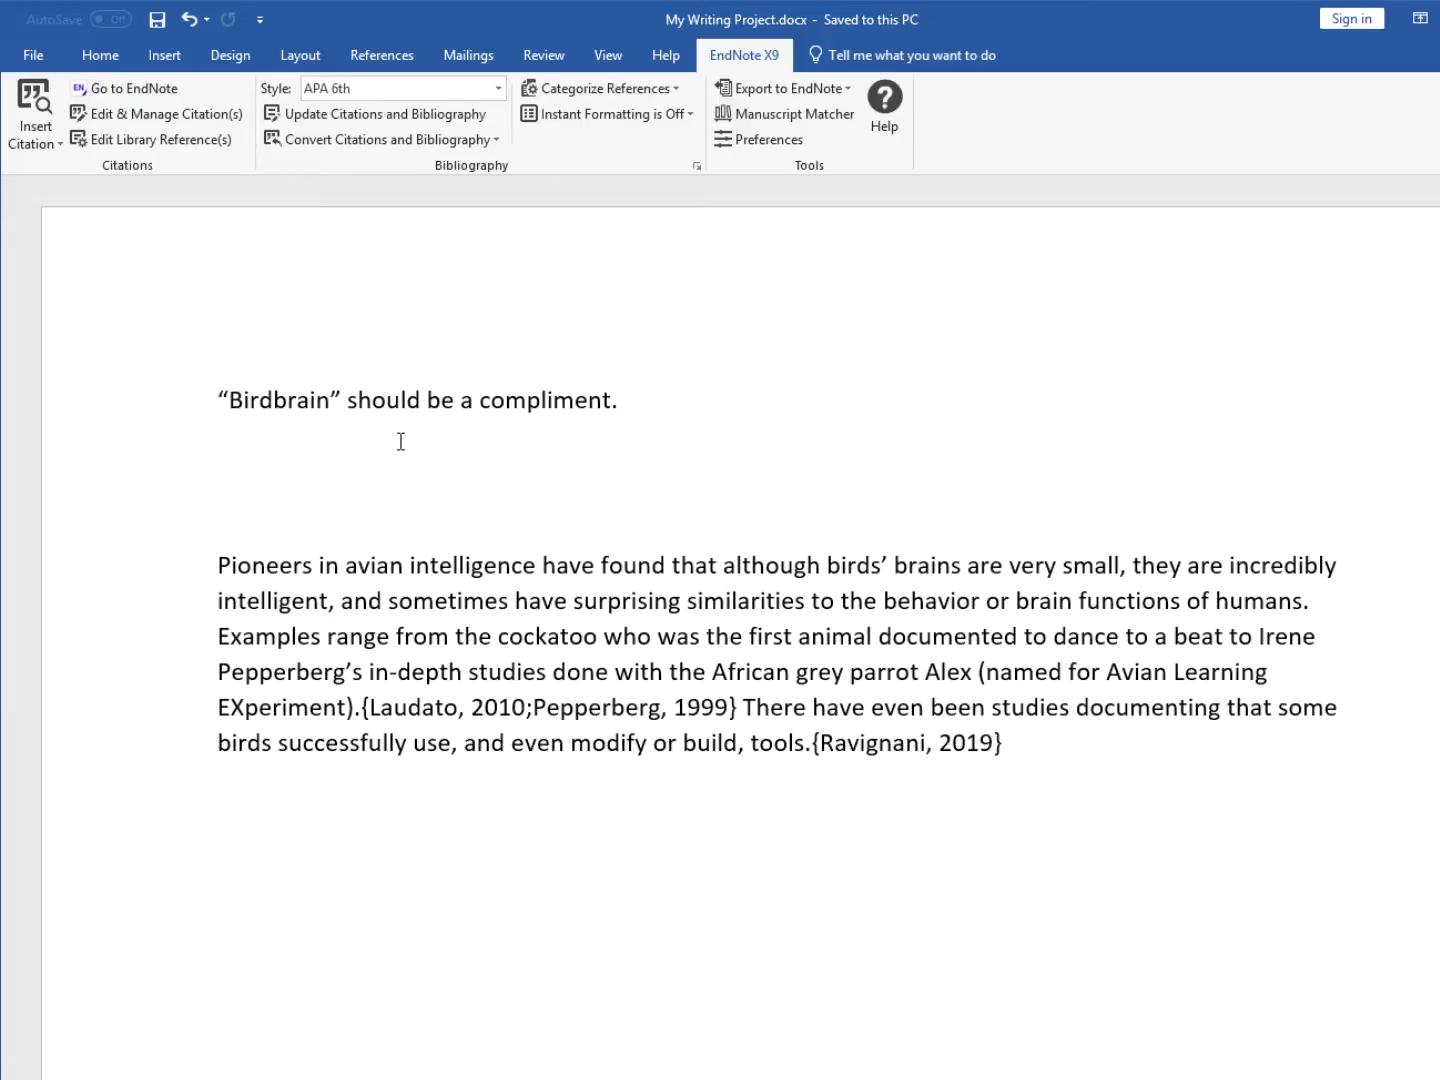 AutoSave Off My Writing Project.docx - Saved to this PC Sign in
File Home Insert Design Layout References Mailings Review View Help EndNote X9 Tell me what you want to do
Insert Citation
Go to EndNote
Edit & Manage Citation(s)
Edit Library Reference(s)
Citations
Style: APA 6th
Update Citations and Bibliography
Convert Citations and Bibliography
Categorize References
Instant Formatting is Off
Bibliography
Export to EndNote
Manuscript Matcher
Preferences
Help
Tools
“Birdbrain” should be a compliment.
Pioneers in avian intelligence have found that although birds’ brains are very small, they are incredibly
intelligent, and sometimes have surprising similarities to the behavior or brain functions of humans.
Examples range from the cockatoo who was the first animal documented to dance to a beat to Irene
Pepperberg’s in-depth studies done with the African grey parrot Alex (named for Avian Learning
EXperiment).{Laudato, 2010;Pepperberg, 1999} There have even been studies documenting that some
birds successfully use, and even modify or build, tools.{Ravignani, 2019}